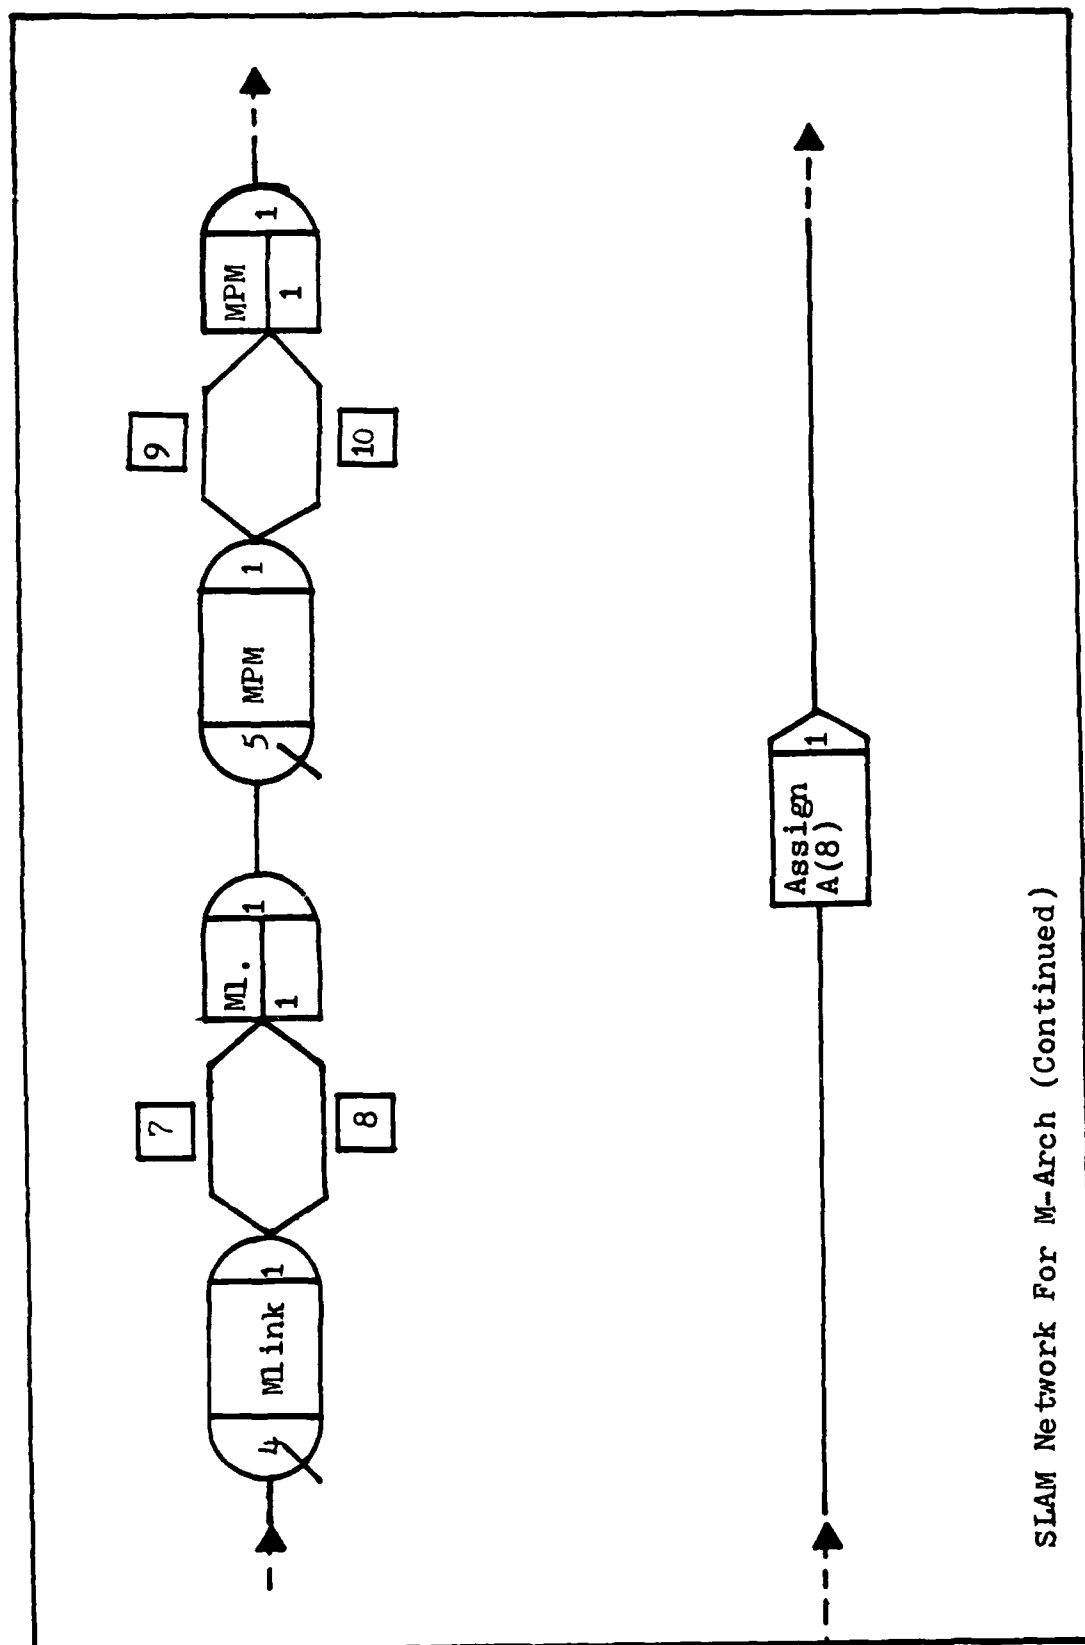 4 Mlink 1
7
8
Ml. 1
1
5 MPM 1
9
10
MPM 1
1
Assign 1
A(8)
SLAM Network For M-Arch (Continued)